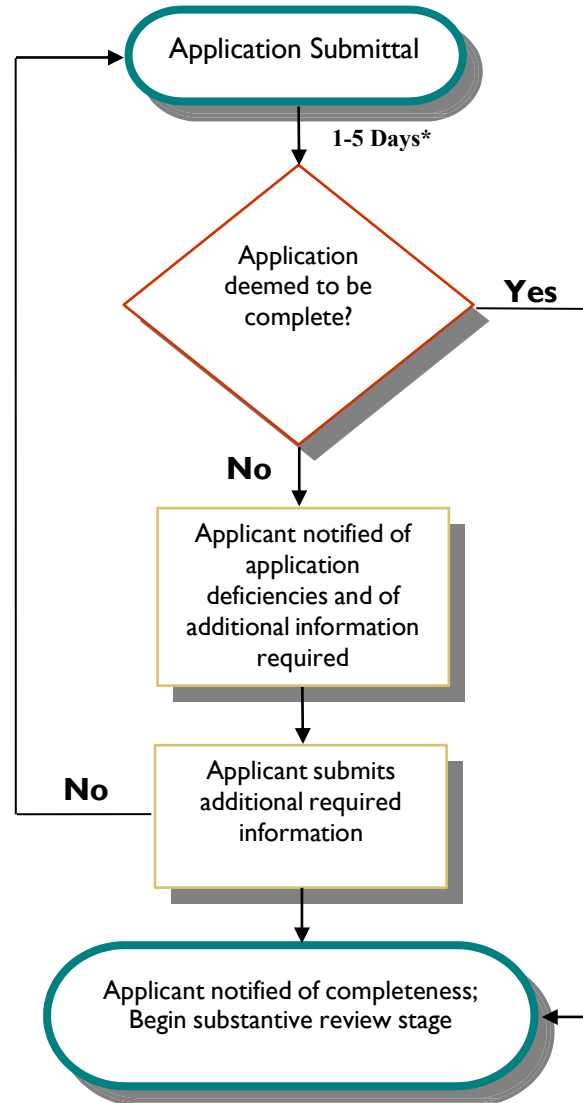 Application Submittal
1-5 Days*
Application
deemed to be
complete?
Yes
No
Applicant notified of
application
deficiencies and of
additional information
required
No
Applicant submits
additional required
information
Applicant notified of completeness;
Begin substantive review stage